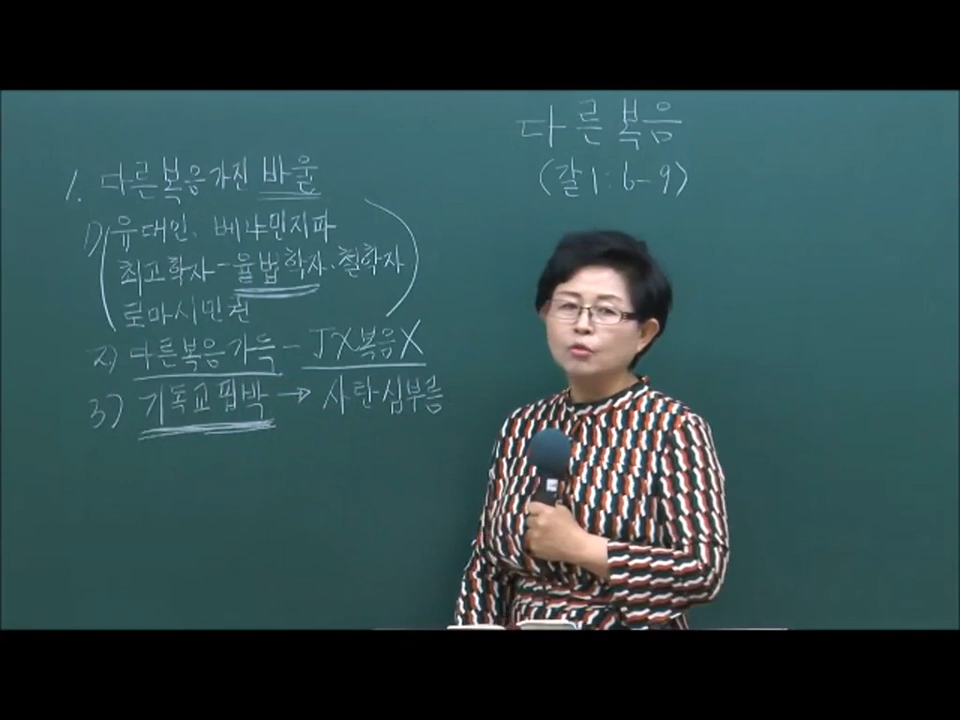 다른복음
(갈1:6-9)
1. 다른복음가진 바울
1) 유대인, 베냐민지파
최고학자-율법학자, 철학자
로마시민권
2) 다른복음가득 - JX복음X
3) 기독교핍박 → 사탄심부름